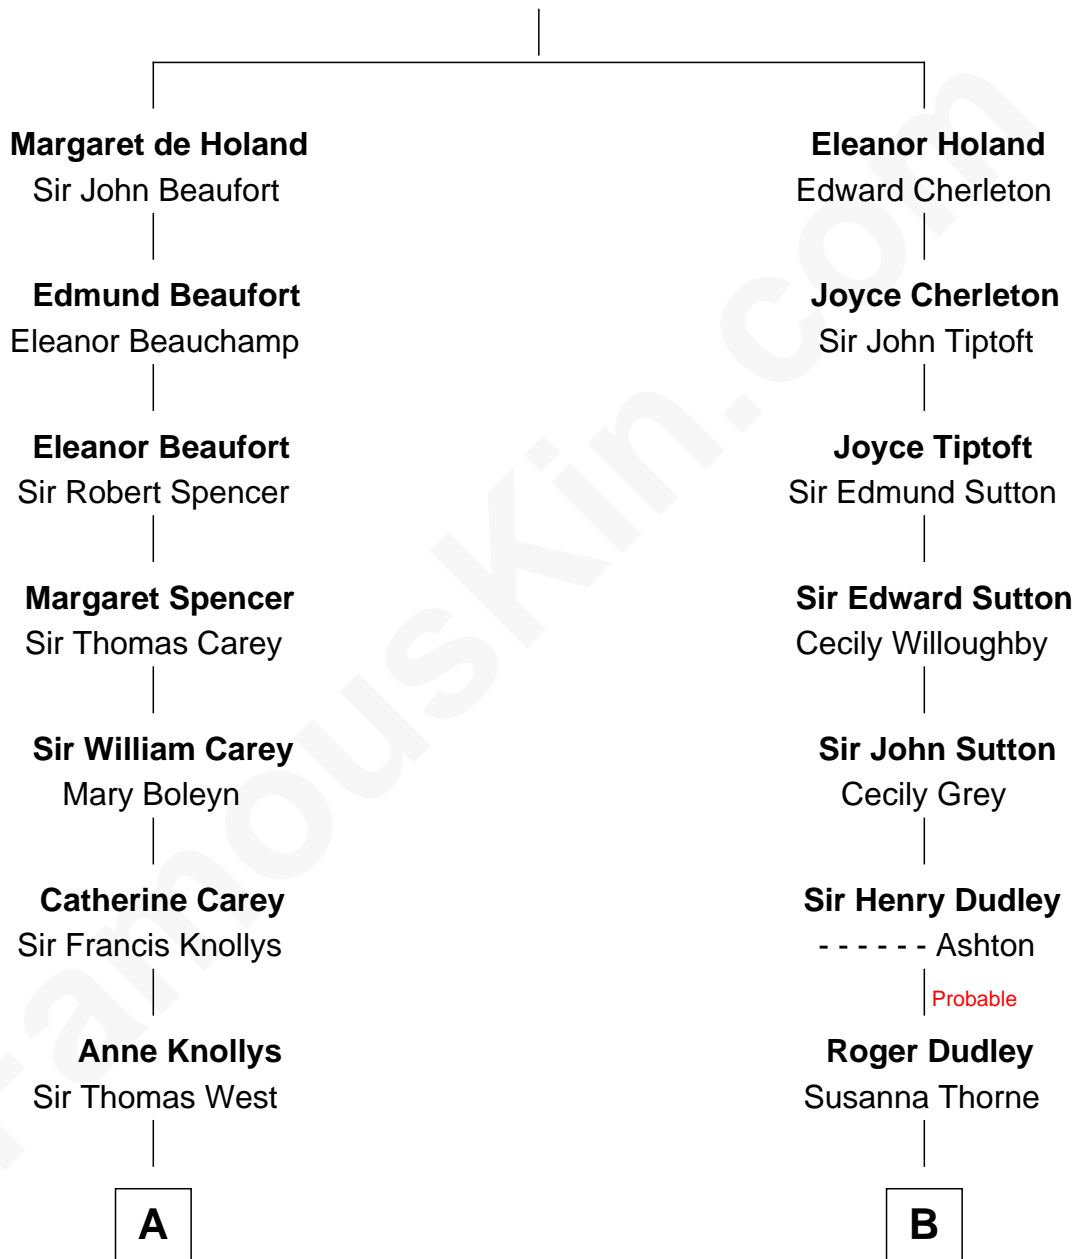 Margaret de Holand
Sir John Beaufort
Edmund Beaufort
Eleanor Beauchamp
Eleanor Beaufort
Sir Robert Spencer
Margaret Spencer
Sir Thomas Carey
Sir William Carey
Mary Boleyn
Catherine Carey
Sir Francis Knollys
Anne Knollys
Sir Thomas West
A
Eleanor Holand
Edward Cherleton
Joyce Cherleton
Sir John Tiptoft
Joyce Tiptoft
Sir Edmund Sutton
Sir Edward Sutton
Cecily Willoughby
Sir John Sutton
Cecily Grey
Sir Henry Dudley
- - - - - - Ashton
Probable
Roger Dudley
Susanna Thorne
B
FamousKin.com